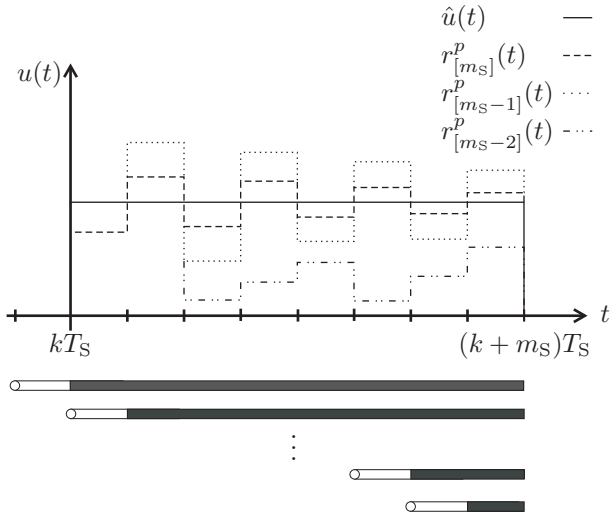 û(t)
r^p_{[m_S]}(t)
u(t)
r^p_{[m_S−1]}(t)
r^p_{[m_S−2]}(t)
t
kT_S
(k + m_S)T_S
⋮